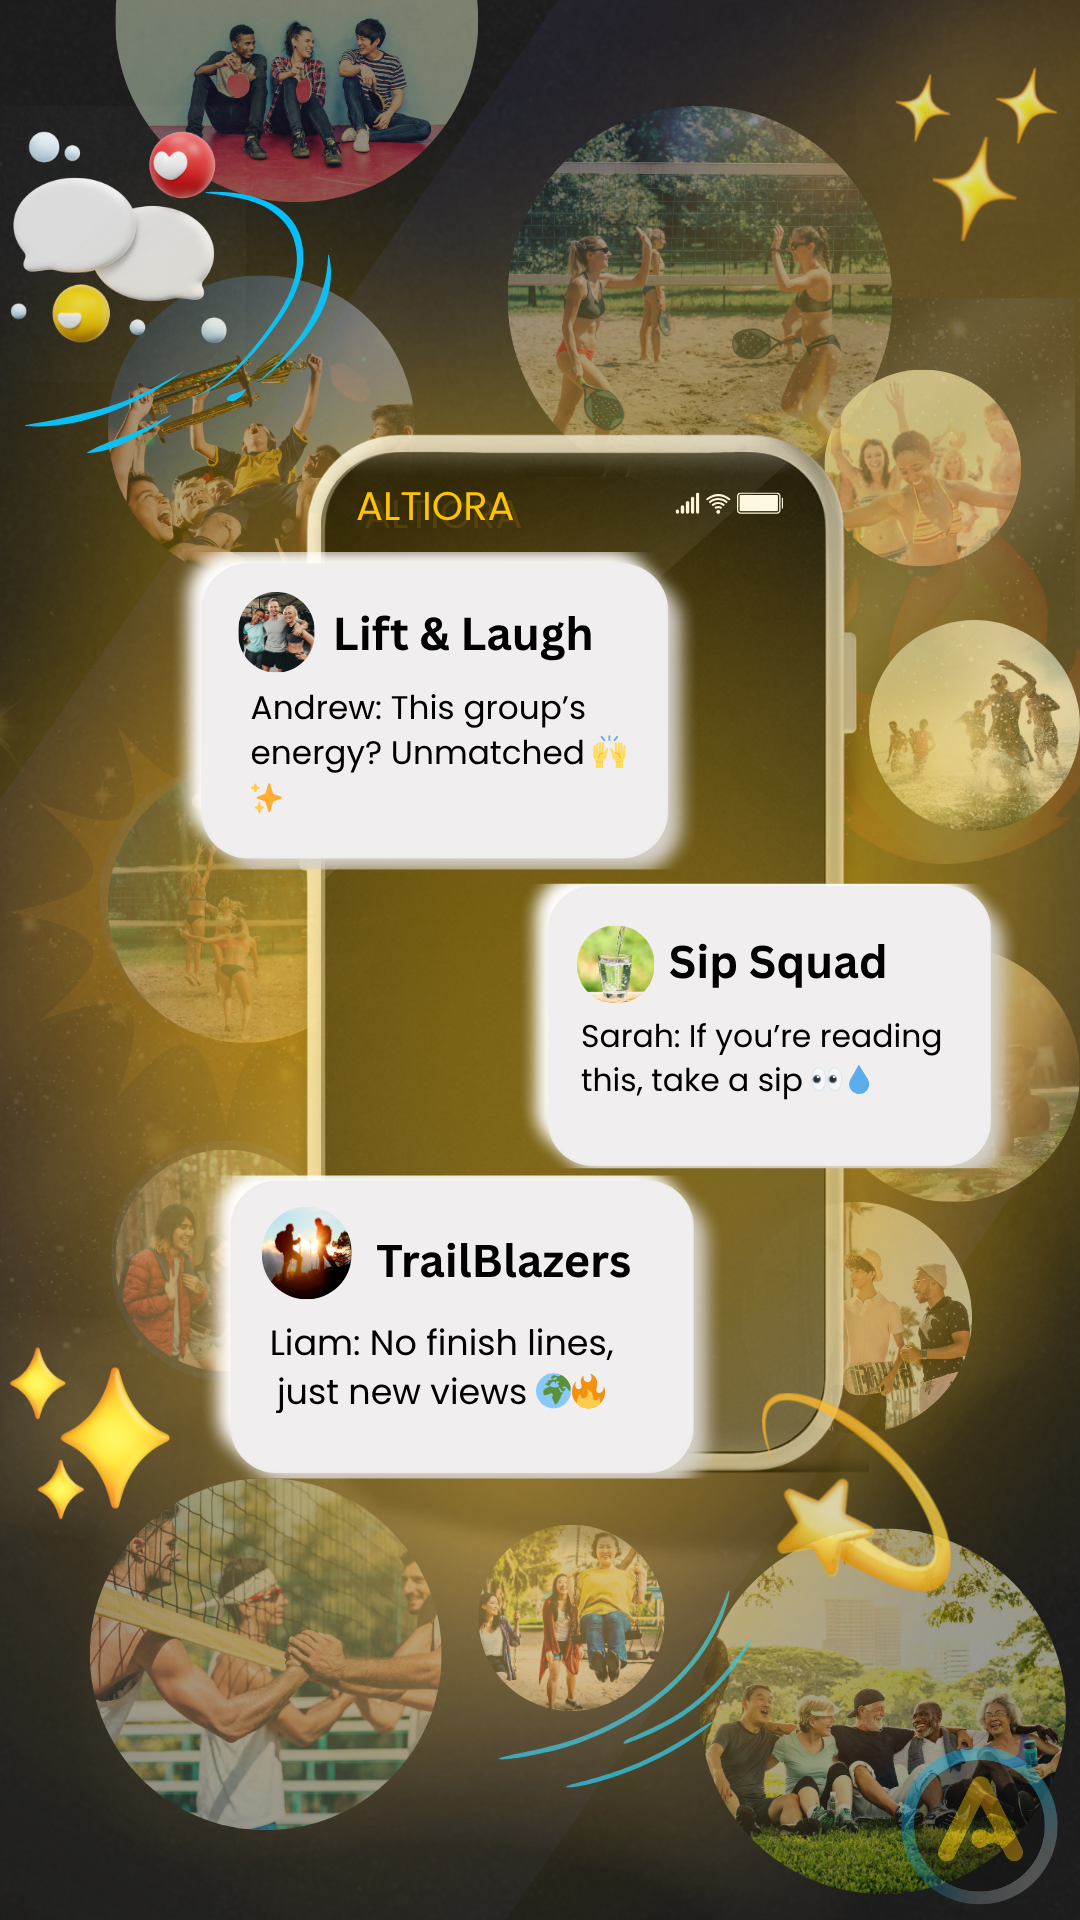 ALTIORA
Lift & Laugh
Andrew: This group’s
energy? Unmatched 🙌
✨
Sip Squad
Sarah: If you’re reading
this, take a sip 👀💧
TrailBlazers
Liam: No finish lines,
just new views 🌍🔥
A